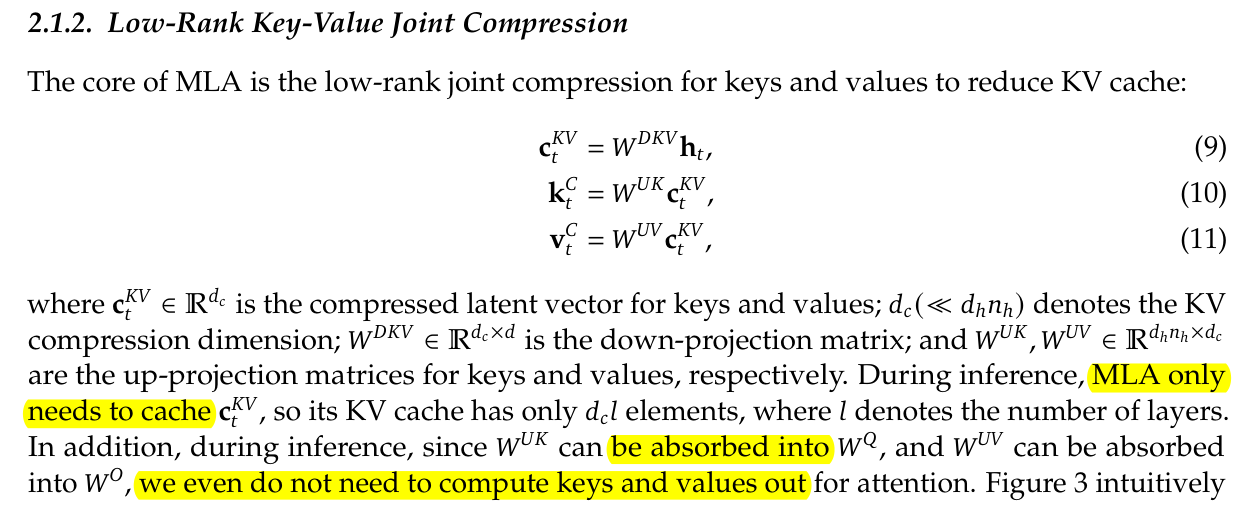 2.1.2. Low-Rank Key-Value Joint Compression
The core of MLA is the low-rank joint compression for keys and values to reduce KV cache:
c_t^{KV} = W^{DKV} h_t, (9)
k_t^C = W^{UK} c_t^{KV}, (10)
v_t^C = W^{UV} c_t^{KV}, (11)
where c_t^{KV} ∈ ℝ^{d_c} is the compressed latent vector for keys and values; d_c(≪ d_h n_h) denotes the KV
compression dimension; W^{DKV} ∈ ℝ^{d_c×d} is the down-projection matrix; and W^{UK}, W^{UV} ∈ ℝ^{d_h n_h×d_c}
are the up-projection matrices for keys and values, respectively. During inference, MLA only
needs to cache c_t^{KV}, so its KV cache has only d_c l elements, where l denotes the number of layers.
In addition, during inference, since W^{UK} can be absorbed into W^Q, and W^{UV} can be absorbed
into W^O, we even do not need to compute keys and values out for attention. Figure 3 intuitively